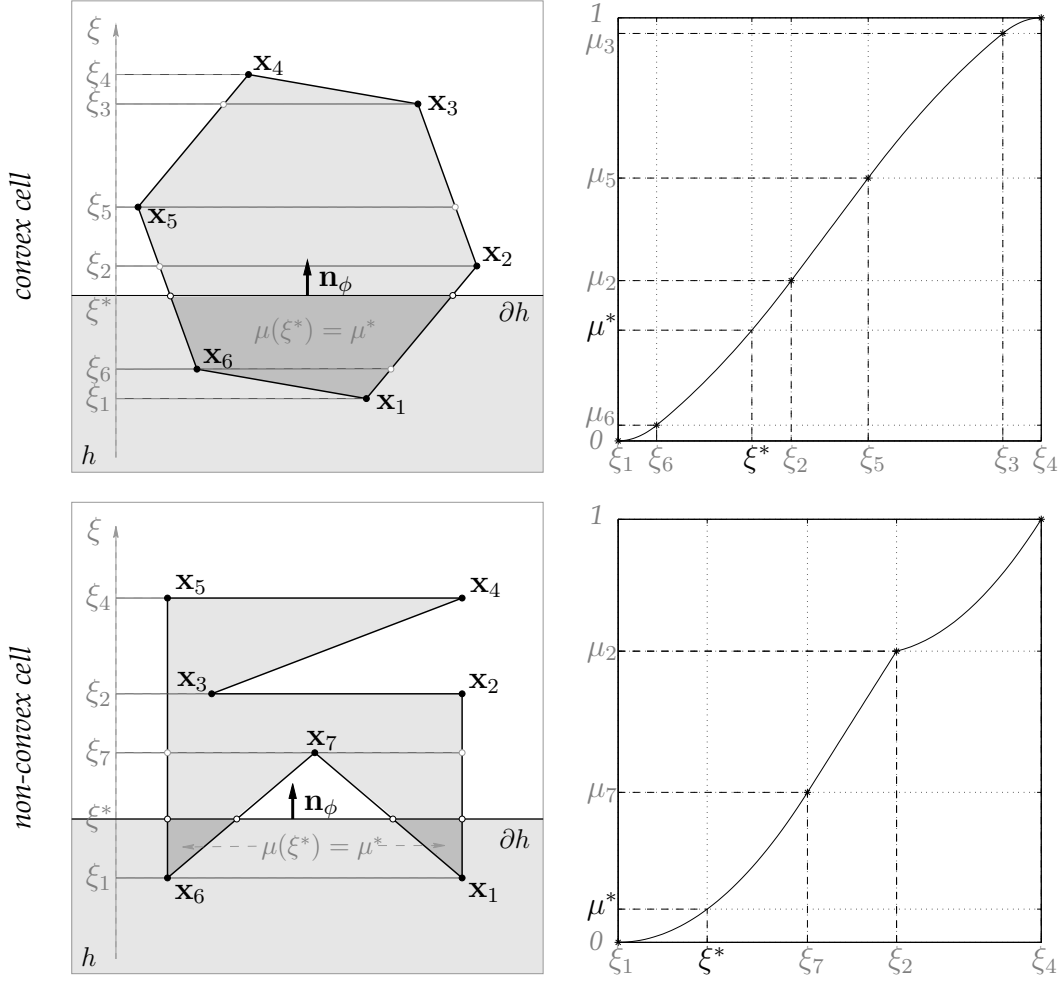 convex cell
ξ
ξ₄
ξ₃
ξ₅
ξ₂
ξ*
ξ₆
ξ₁
x₄
x₃
x₅
x₂
n_ϕ
∂h
μ(ξ*) = μ*
x₆
x₁
h
1
μ₃
μ₅
μ₂
μ*
μ₆
0
ξ₁ ξ₆ ξ* ξ₂ ξ₅ ξ₃ ξ₄
non-convex cell
ξ
ξ₄
ξ₂
ξ₇
ξ*
ξ₁
x₅ x₄
x₃ x₂
x₇
n_ϕ
∂h
μ(ξ*) = μ*
x₆ x₁
h
1
μ₂
μ₇
μ*
0
ξ₁ ξ* ξ₇ ξ₂ ξ₄